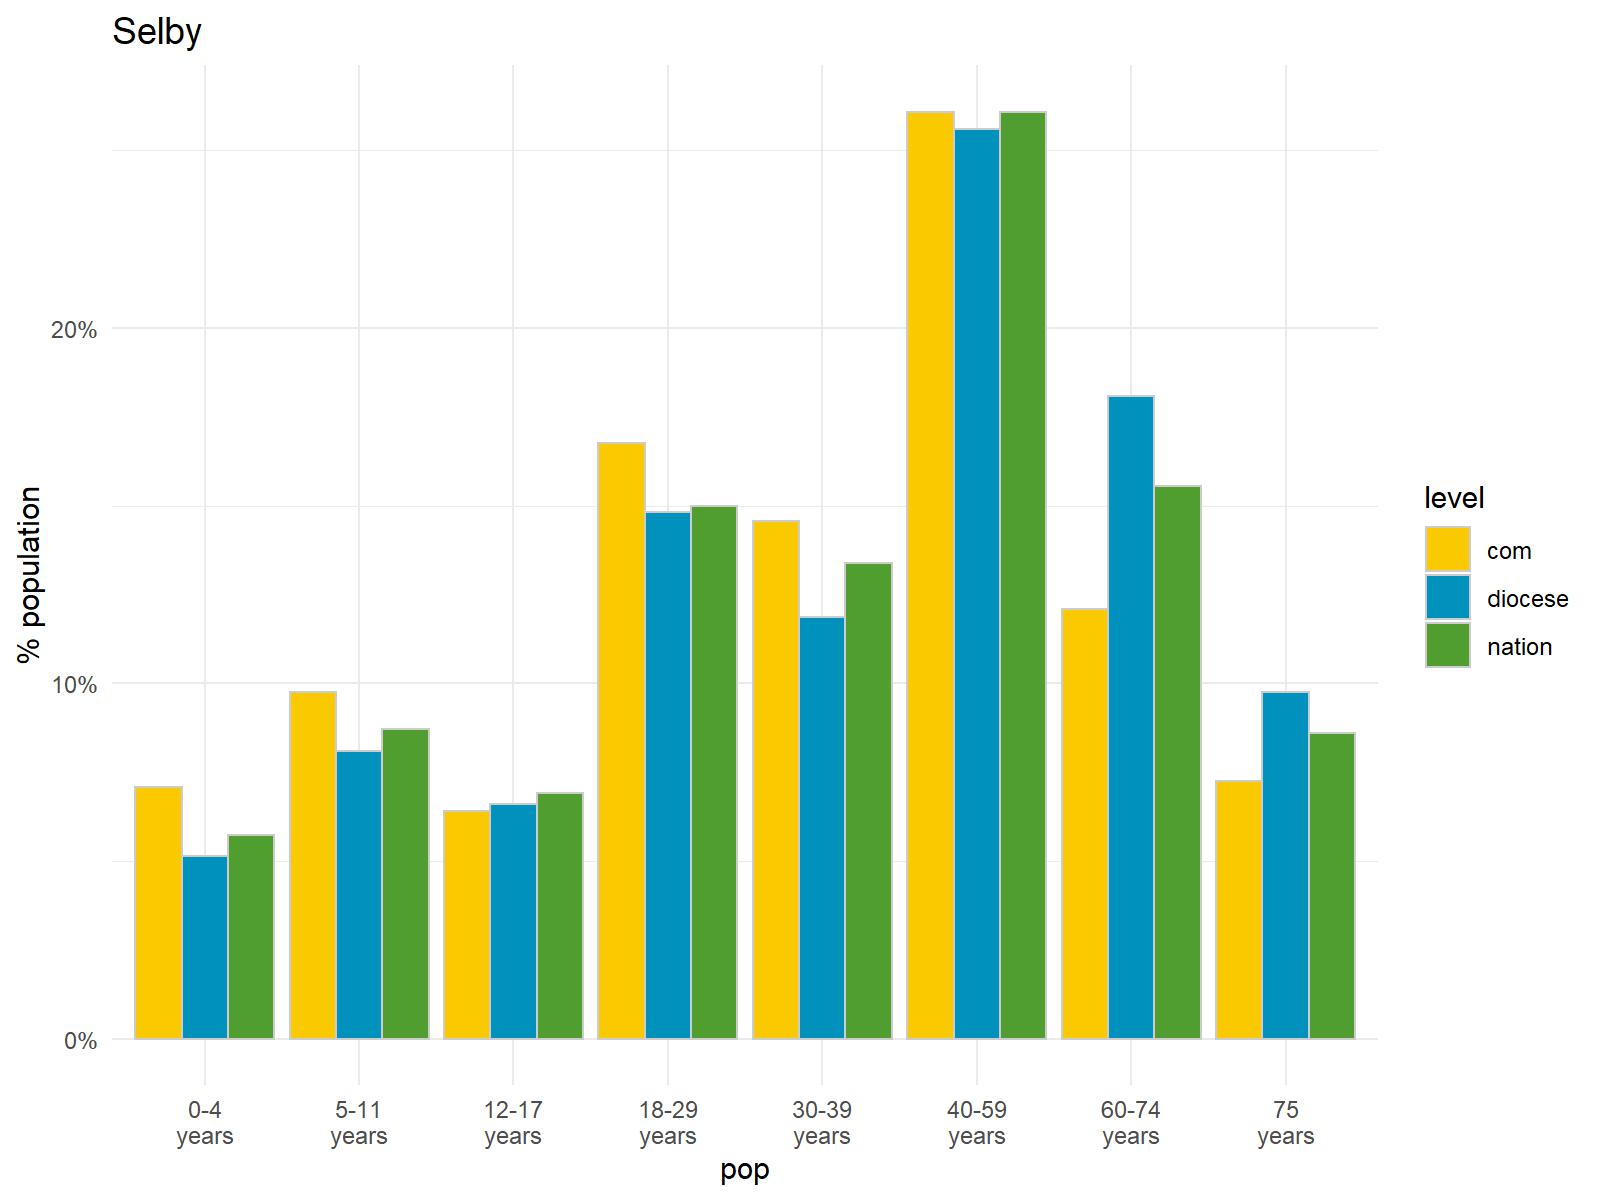 Selby
% population
20%
10%
0%
0-4
years
5-11
years
12-17
years
18-29
years
30-39
years
40-59
years
60-74
years
75
years
pop
level
com
diocese
nation